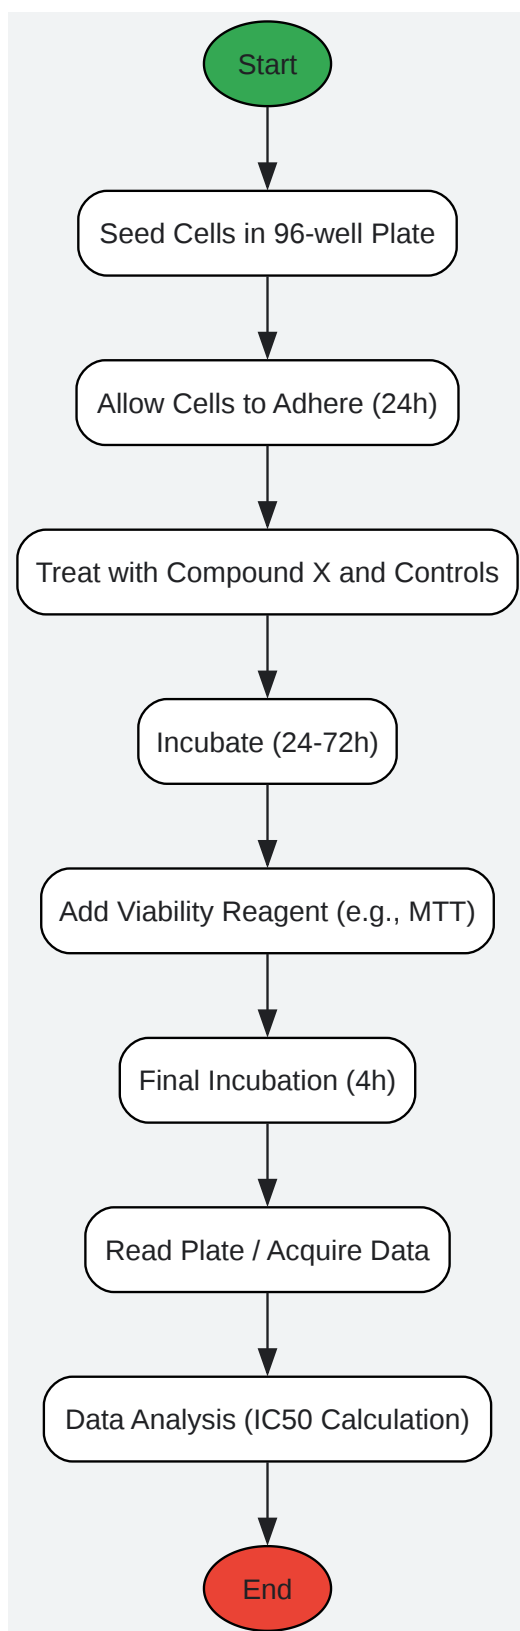 Start
Seed Cells in 96-well Plate
Allow Cells to Adhere (24h)
Treat with Compound X and Controls
Incubate (24-72h)
Add Viability Reagent (e.g., MTT)
Final Incubation (4h)
Read Plate / Acquire Data
Data Analysis (IC50 Calculation)
End